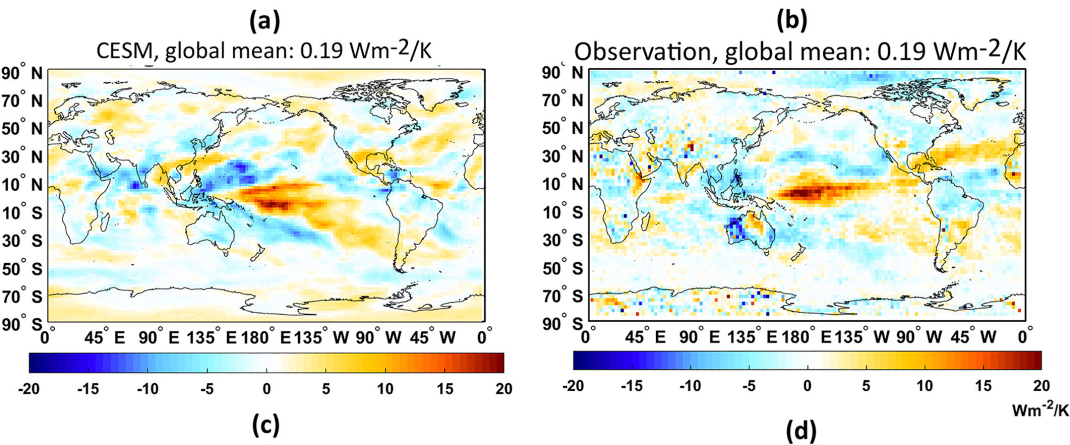 (a) (b)
CESM, global mean: 0.19 Wm-2/K Observation, global mean: 0.19 Wm-2/K
90° N 90° N
70° N 70° N
50° N 50° N
30° N 30° N
10° N 10° N
10° S 10° S
30° S 30° S
50° S 50° S
70° S 70° S
90° S 90° S
0° 45° E 90° E 135° E 180° E 135° W 90° W 45° W 0° 0° 45° E 90° E 135° E 180° E 135° W 90° W 45° W 0°
-20 -15 -10 -5 0 5 10 15 20 -20 -15 -10 -5 0 5 10 15 20
Wm-2/K
(c) (d)